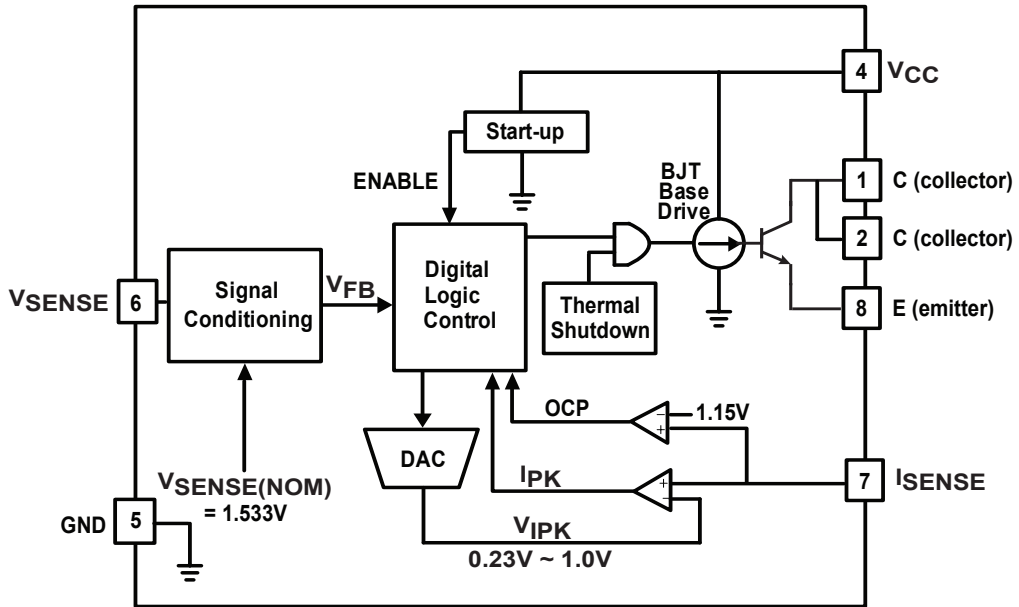 4
VCC
Start-up
ENABLE
BJT
Base
Drive
1
C (collector)
2
C (collector)
8
E (emitter)
Digital
Logic
Control
Thermal
Shutdown
VSENSE
6
Signal
Conditioning
VFB
VSENSE(NOM)
= 1.533V
GND
5
DAC
OCP
−
+
1.15V
IPK
+
−
7
ISENSE
VIPK
0.23V ~ 1.0V